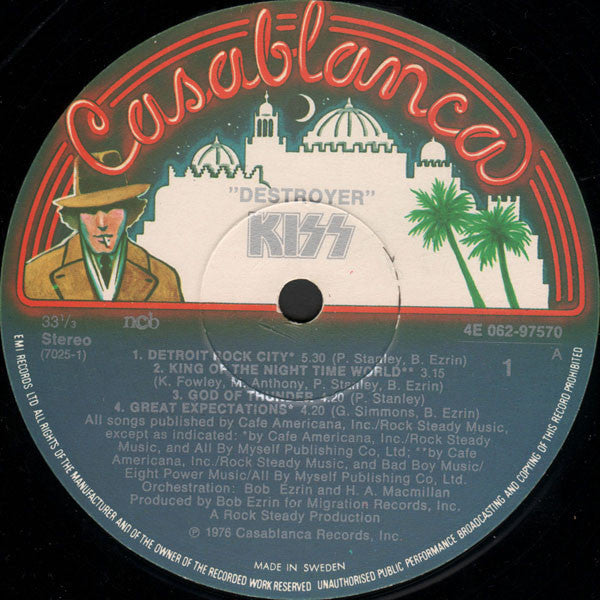 Casablanca
"DESTROYER"
KISS
33 1/3
ncb
4E 062-97570
Stereo
(7025-1)
1
A
1. DETROIT ROCK CITY* 5.30 (P. Stanley, B. Ezrin)
2. KING OF THE NIGHT TIME WORLD** 3.15
(K. Fowley, M. Anthony, P. Stanley, B. Ezrin)
3. GOD OF THUNDER 4.20 (P. Stanley)
4. GREAT EXPECTATIONS* 4.20 (G. Simmons, B. Ezrin)
All songs published by Cafe Americana, Inc./Rock Steady Music,
except as indicated: *by Cafe Americana, Inc./Rock Steady
Music, and All By Myself Publishing Co, Ltd; **by Cafe
Americana, Inc./Rock Steady Music, and Bad Boy Music/
Eight Power Music/All By Myself Publishing Co, Ltd.
Orchestration: Bob Ezrin and H. A. Macmillan
Produced by Bob Ezrin for Migration Records, Inc.
A Rock Steady Production
℗ 1976 Casablanca Records, Inc.
MADE IN SWEDEN
EMI RECORDS LTD ALL RIGHTS OF THE MANUFACTURER AND OF THE OWNER OF THE RECORDED WORK RESERVED UNAUTHORISED PUBLIC PERFORMANCE BROADCASTING AND COPYING OF THIS RECORD PROHIBITED